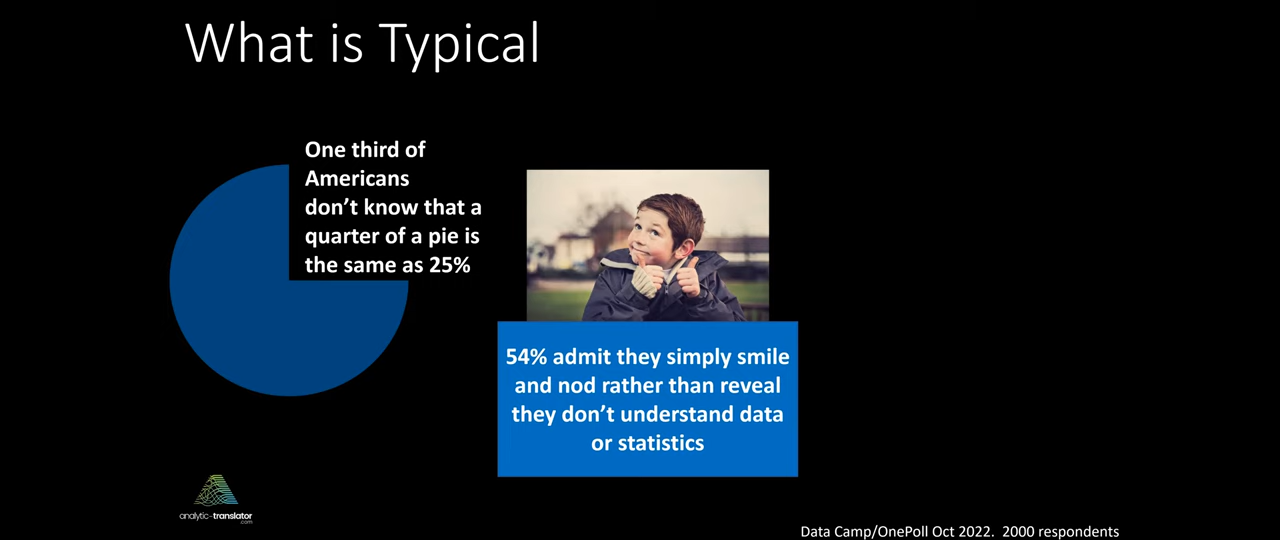 What is Typical
One third of
Americans
don't know that a
quarter of a pie is
the same as 25%
54% admit they simply smile
and nod rather than reveal
they don't understand data
or statistics
analytic-translator
.com
Data Camp/OnePoll Oct 2022. 2000 respondents